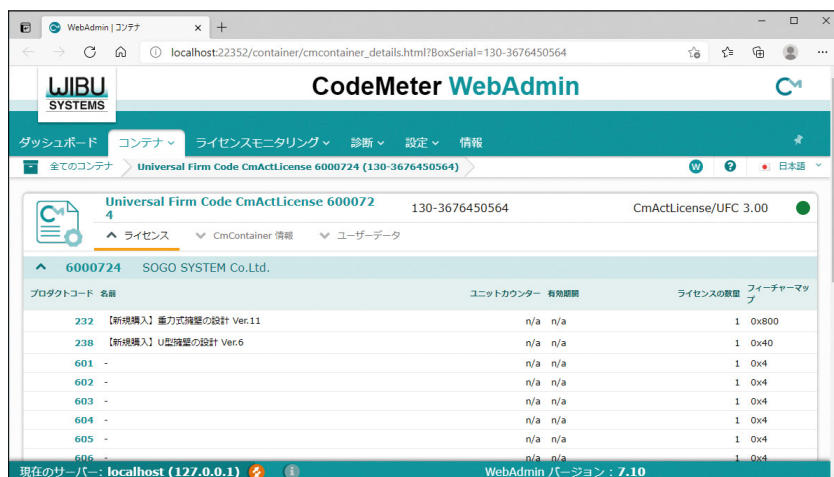 WebAdmin | コンテナ
localhost:22352/container/cmcontainer_details.html?BoxSerial=130-3676450564
WIBU
SYSTEMS
CodeMeter WebAdmin
ダッシュボード コンテナ ライセンスモニタリング 診断 設定 情報
全てのコンテナ Universal Firm Code CmActLicense 6000724 (130-3676450564) W ? 日本語
Universal Firm Code CmActLicense 600072
4
130-3676450564 CmActLicense/UFC 3.00
ライセンス CmContainer 情報 ユーザーデータ
6000724 SOGO SYSTEM Co.Ltd.
プロダクトコード 名前 ユニットカウンター 有効期間 ライセンスの数量 フィーチャーマッ
プ
232 【新規購入】重力式擁壁の設計 Ver.11 n/a n/a 1 0x800
238 【新規購入】U型擁壁の設計 Ver.6 n/a n/a 1 0x40
601 - n/a n/a 1 0x4
602 - n/a n/a 1 0x4
603 - n/a n/a 1 0x4
604 - n/a n/a 1 0x4
605 - n/a n/a 1 0x4
606 - n/a n/a 1 0x4
現在のサーバー: localhost (127.0.0.1) WebAdmin バージョン : 7.10